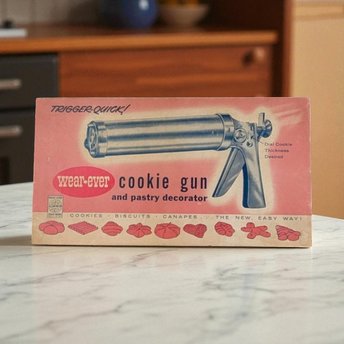 TRIGGER-QUICK!
Dial Cookie
Thickness
Desired
wear-ever cookie gun
and pastry decorator
COOKIES - BISCUITS - CANAPES THE NEW, EASY WAY!